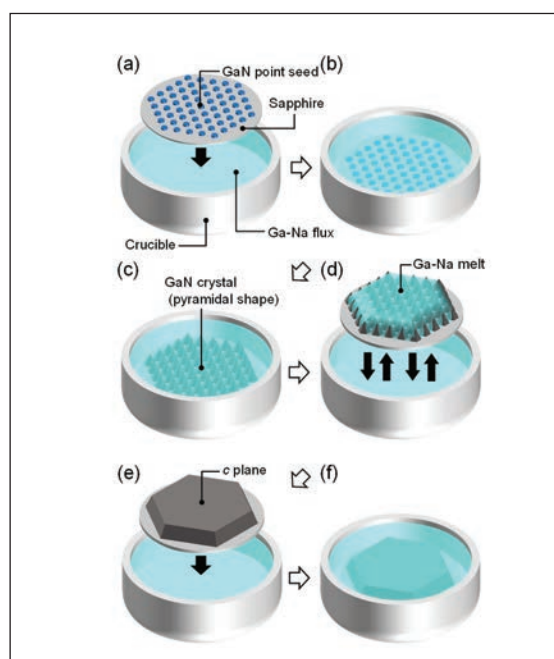 (a)
GaN point seed
Sapphire
(b)
Ga-Na flux
Crucible
(c)
GaN crystal
(pyramidal shape)
(d)
Ga-Na melt
(e)
c plane
(f)